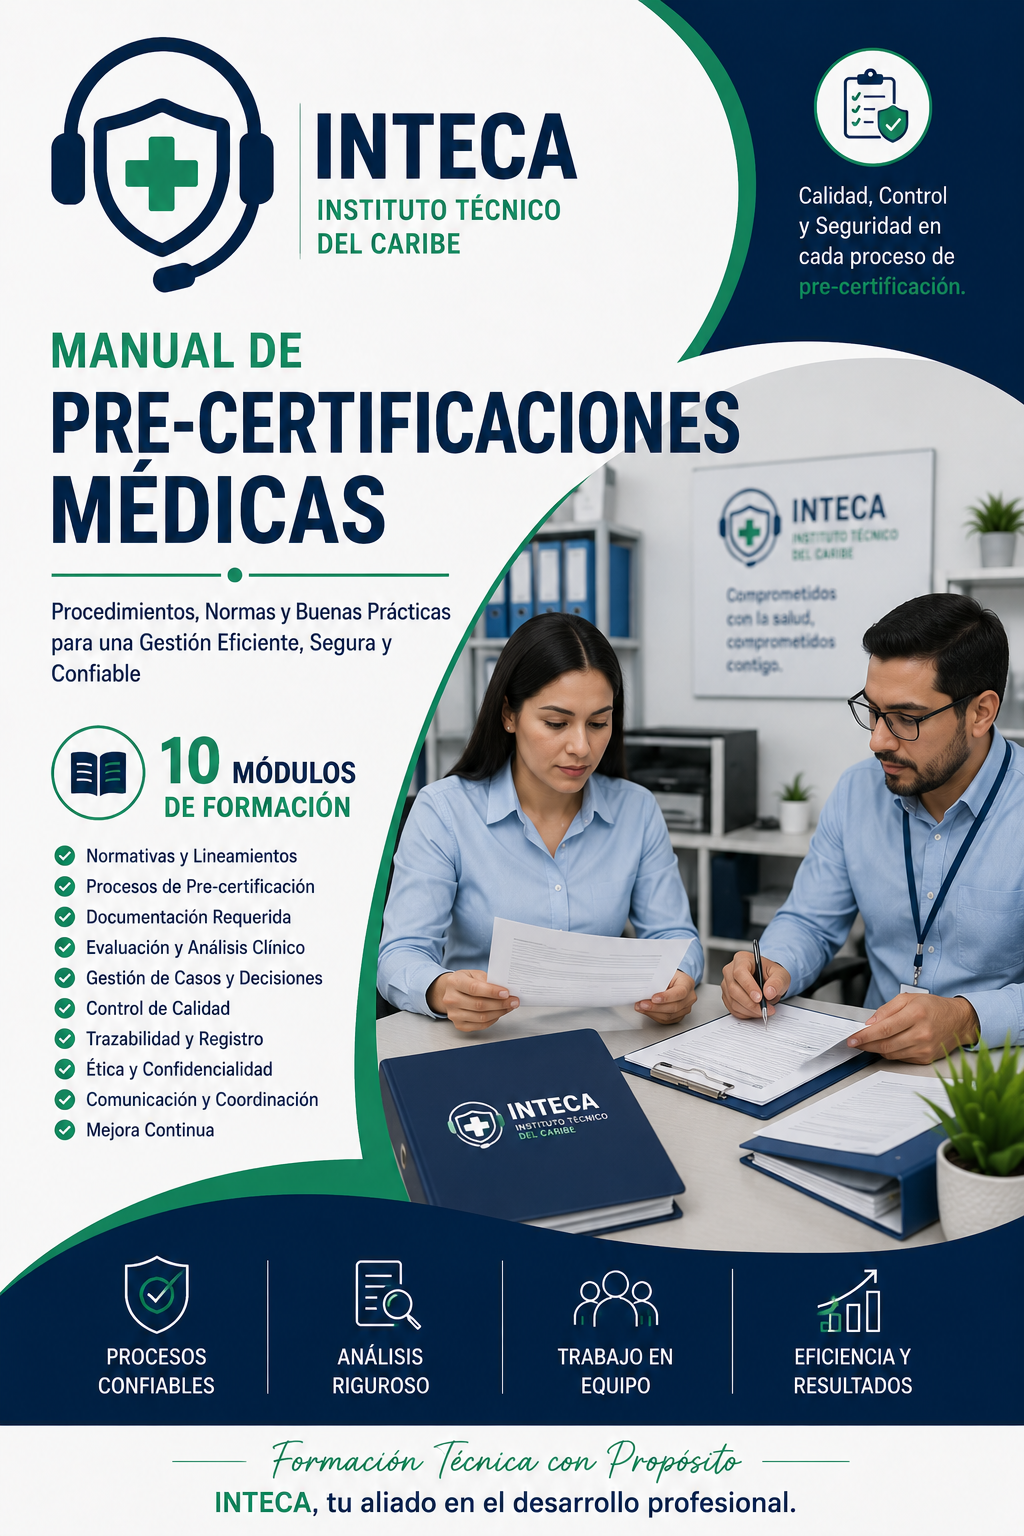 INTECA
INSTITUTO TÉCNICO
DEL CARIBE
Calidad, Control
y Seguridad en
cada proceso de
pre-certificación.
MANUAL DE
PRE-CERTIFICACIONES
MÉDICAS
Procedimientos, Normas y Buenas Prácticas
para una Gestión Eficiente, Segura y
Confiable
10 MÓDULOS
DE FORMACIÓN
Normativas y Lineamientos
Procesos de Pre-certificación
Documentación Requerida
Evaluación y Análisis Clínico
Gestión de Casos y Decisiones
Control de Calidad
Trazabilidad y Registro
Ética y Confidencialidad
Comunicación y Coordinación
Mejora Continua
INTECA
INSTITUTO TÉCNICO
DEL CARIBE
Comprometidos
con la salud,
comprometidos
contigo.
INTECA
INSTITUTO TÉCNICO
DEL CARIBE
PROCESOS
CONFIABLES
ANÁLISIS
RIGUROSO
TRABAJO EN
EQUIPO
EFICIENCIA Y
RESULTADOS
Formación Técnica con Propósito
INTECA, tu aliado en el desarrollo profesional.